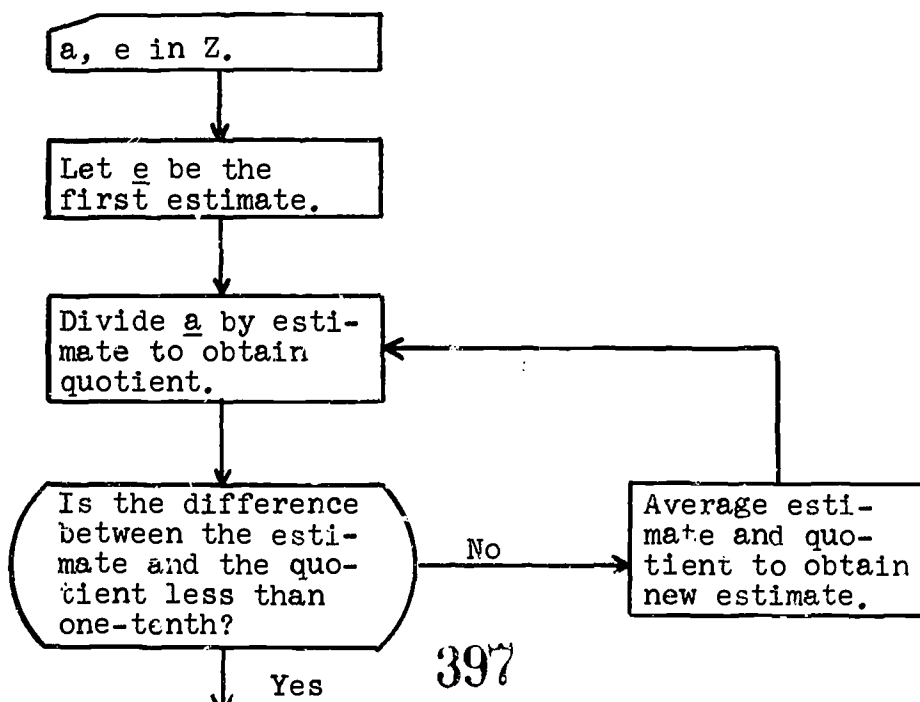 a, e in Z.
Let e be the
first estimate.
Divide a by esti-
mate to obtain
quotient.
Is the difference
between the esti-
mate and the quo-
tient less than
one-tenth?
No
Average esti-
mate and quo-
tient to obtain
new estimate.
Yes
397